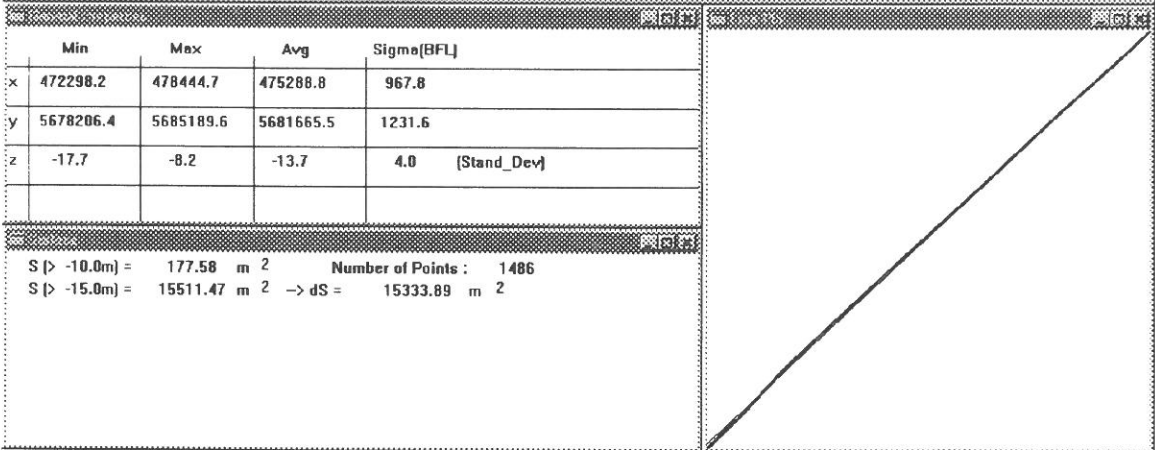 Min Max Avg Sigma(BFL)
x 472298.2 478444.7 475288.8 967.8
y 5678206.4 5685189.6 5681665.5 1231.6
z -17.7 -8.2 -13.7 4.0 (Stand_Dev)
S (> -10.0m) = 177.58 m 2 Number of Points : 1486
S (> -15.0m) = 15511.47 m 2 -> dS = 15333.89 m 2